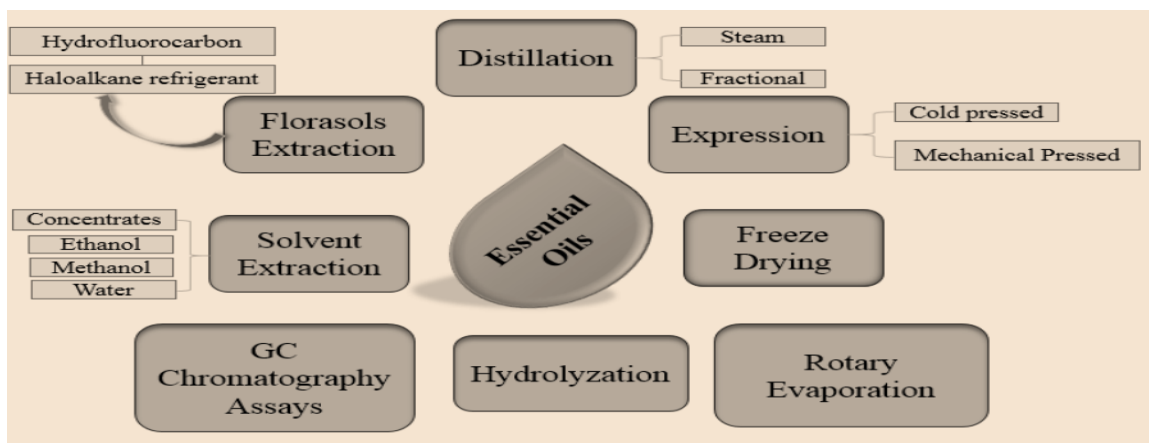 Hydrofluorocarbon
Haloalkane refrigerant
Florasols
Extraction
Distillation
Steam
Fractional
Expression
Cold pressed
Mechanical Pressed
Concentrates
Ethanol
Methanol
Water
Solvent
Extraction
Essential
Oils
Freeze
Drying
GC
Chromatography
Assays
Hydrolyzation
Rotary
Evaporation